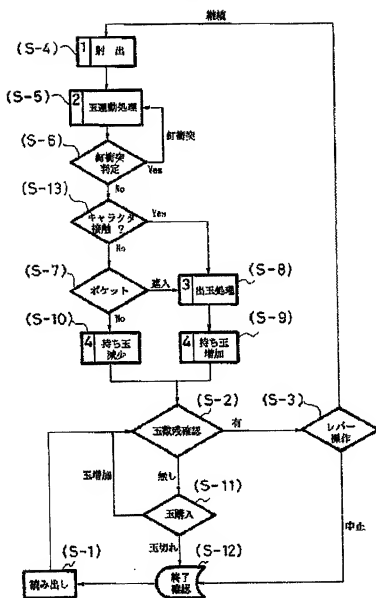 継続
(S-4)
1 射出
(S-5)
2 玉運動処理
釘衝突
(S-6)
釘衝突
判定
Yes
No
(S-13)
キャラクタ
接触?
Yes
No
(S-7)
ポケット
進入
(S-8)
3 出玉処理
(S-10)
No
4 持ち玉
減少
(S-9)
4 持ち玉
増加
(S-2)
玉数残確認
有
(S-3)
レバー
操作
玉増加
無し
(S-11)
玉購入
中止
玉切れ
(S-12)
(S-1)
読み出し
終了
確認